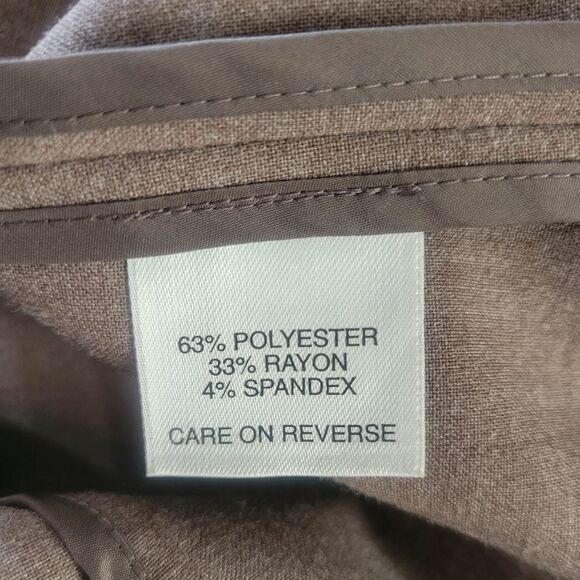 63% POLYESTER
33% RAYON
4% SPANDEX
CARE ON REVERSE